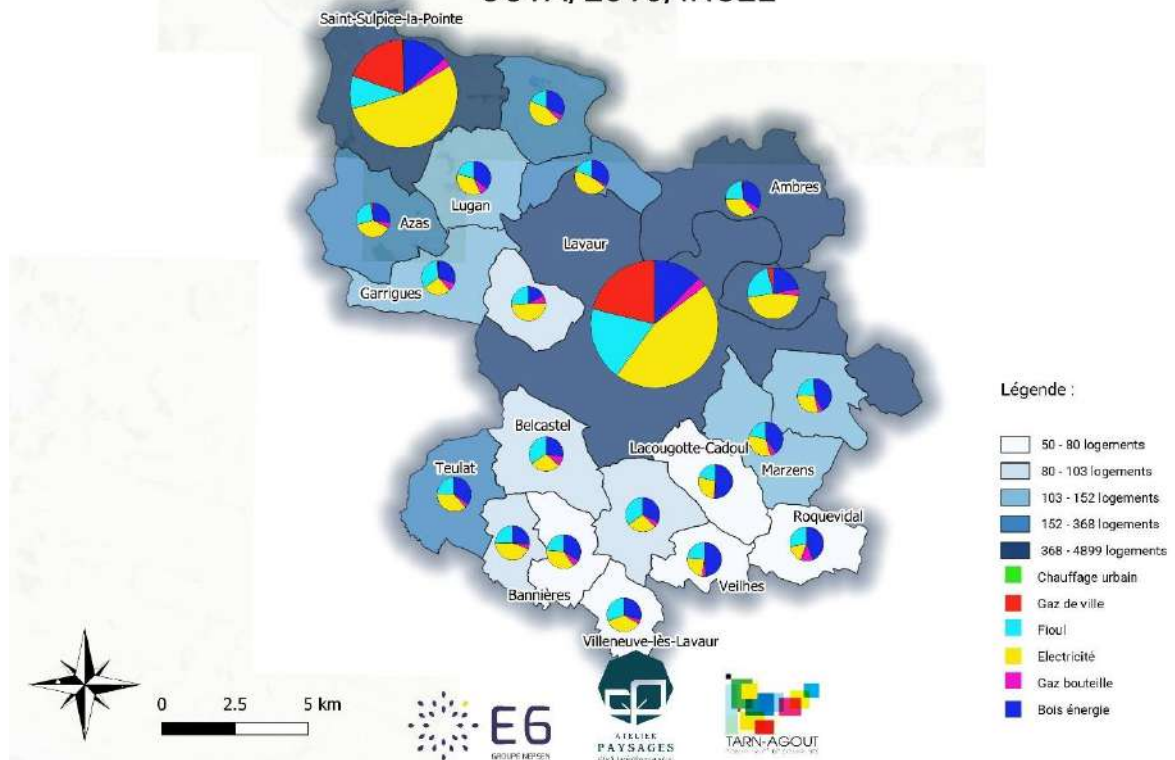 Saint-Sulpice-la-Pointe
Ambres
Lugan
Azas
Lavaur
Garrigues
Belcastel
Lacougotte-Cadoul
Teulat
Marzens
Roquevidal
Veilhes
Bannières
Villeneuve-lès-Lavaur
Légende :
50 - 80 logements
80 - 103 logements
103 - 152 logements
152 - 368 logements
368 - 4899 logements
Chauffage urbain
Gaz de ville
Fioul
Electricité
Gaz bouteille
Bois énergie
0 2.5 5 km
E6
GROUPE NEPSEN
ATELIER
PAYSAGES
TARN-AGOUT